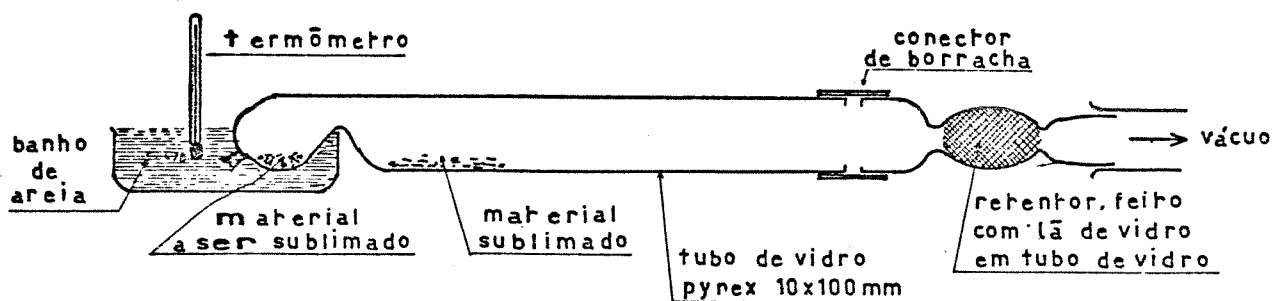 termômetro
conector
de borracha
banho
de
areia
vácuo
material
a ser sublimado
material
sublimado
tubo de vidro
pyrex 10x100mm
retentor, feito
com lã de vidro
em tubo de vidro